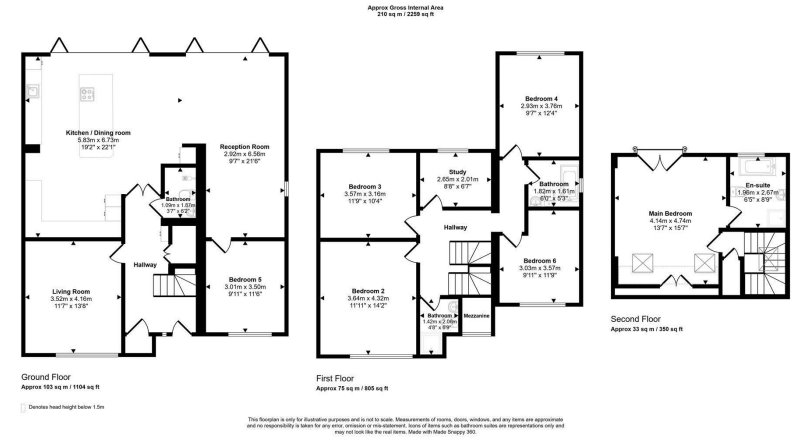 Approx Gross Internal Area
210 sq m / 2259 sq ft
Kitchen / Dining room
5.83m x 6.73m
19'2" x 22'1"
Reception Room
2.92m x 6.56m
9'7" x 21'6"
Bathroom
1.09m x 1.87m
3'7" x 6'2"
Hallway
Living Room
3.52m x 4.16m
11'7" x 13'8"
Bedroom 5
3.01m x 3.50m
9'11" x 11'6"
Ground Floor
Approx 103 sq m / 1104 sq ft
Denotes head height below 1.5m
Bedroom 4
2.93m x 3.76m
9'7" x 12'4"
Bedroom 3
3.57m x 3.16m
11'9" x 10'4"
Study
2.65m x 2.01m
8'8" x 6'7"
Bathroom
1.82m x 1.61m
6'0" x 5'3"
Hallway
Bedroom 6
3.03m x 3.57m
9'11" x 11'9"
Bedroom 2
3.64m x 4.32m
11'11" x 14'2"
Bathroom
1.42m x 2.06m
4'8" x 6'9"
Mezzanine
First Floor
Approx 75 sq m / 805 sq ft
En-suite
1.96m x 2.67m
6'5" x 8'9"
Main Bedroom
4.14m x 4.74m
13'7" x 15'7"
Second Floor
Approx 33 sq m / 350 sq ft
This floorplan is only for illustrative purposes and is not to scale. Measurements of rooms, doors, windows, and any items are approximate
and no responsibility is taken for any error, omission or mis-statement. Icons of items such as bathroom suites are representations only and
may not look like the real items. Made with Made Snappy 360.